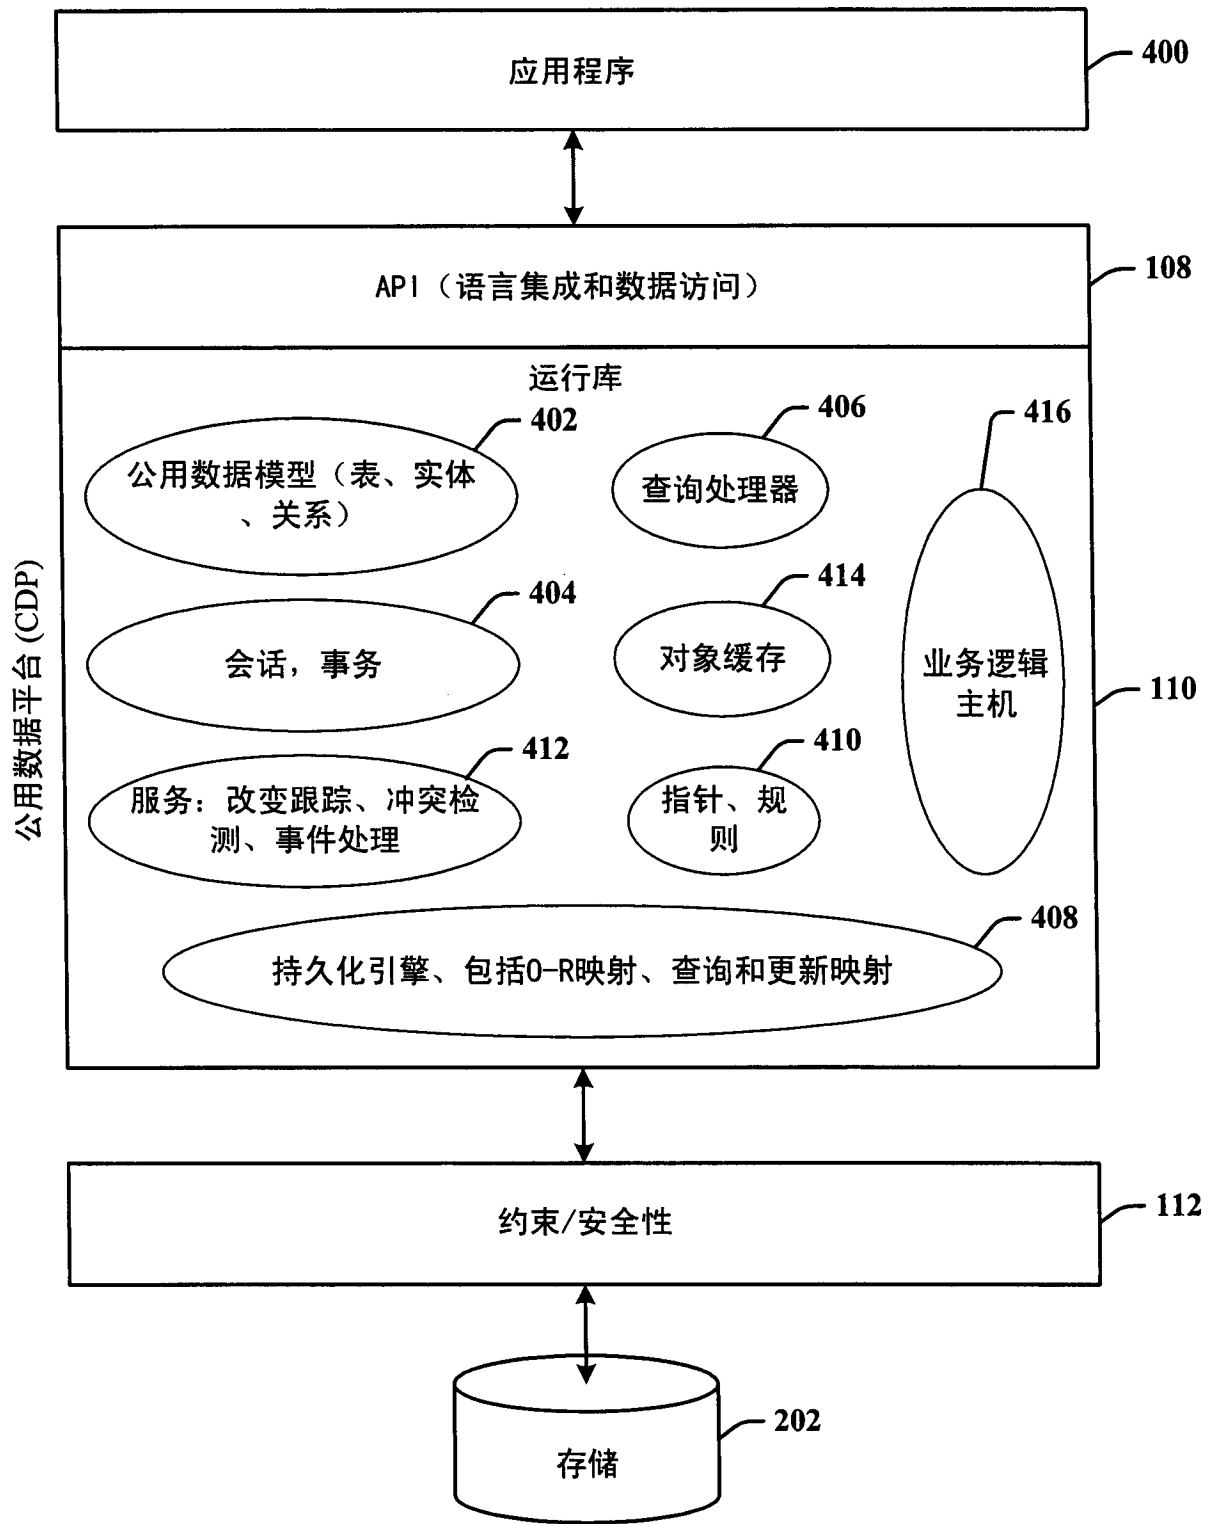 应用程序
400
API（语言集成和数据访问）
108
运行库
402
406
416
公用数据模型（表、实体
、关系）
查询处理器
404
414
会话，事务
对象缓存
业务逻辑
主机
110
公用数据平台(CDP)
412
410
服务：改变跟踪、冲突检
测、事件处理
指针、规
则
408
持久化引擎、包括O-R映射、查询和更新映射
约束/安全性
112
202
存储